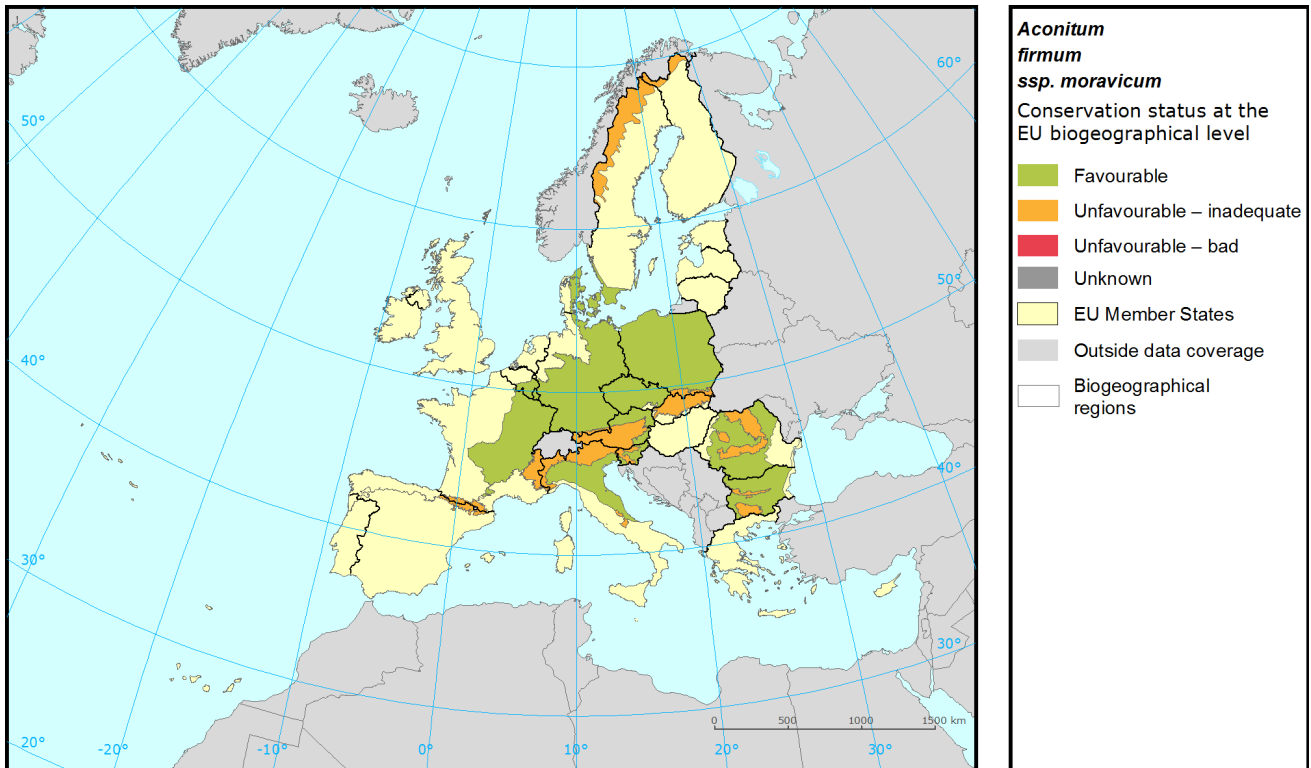 60°
50°
50°
40°
40°
30°
30°
20°
-20°
-10°
0°
10°
20°
30°
0 500 1000 1500 km
Aconitum
firmum
ssp. moravicum
Conservation status at the
EU biogeographical level
Favourable
Unfavourable – inadequate
Unfavourable – bad
Unknown
EU Member States
Outside data coverage
Biogeographical
regions